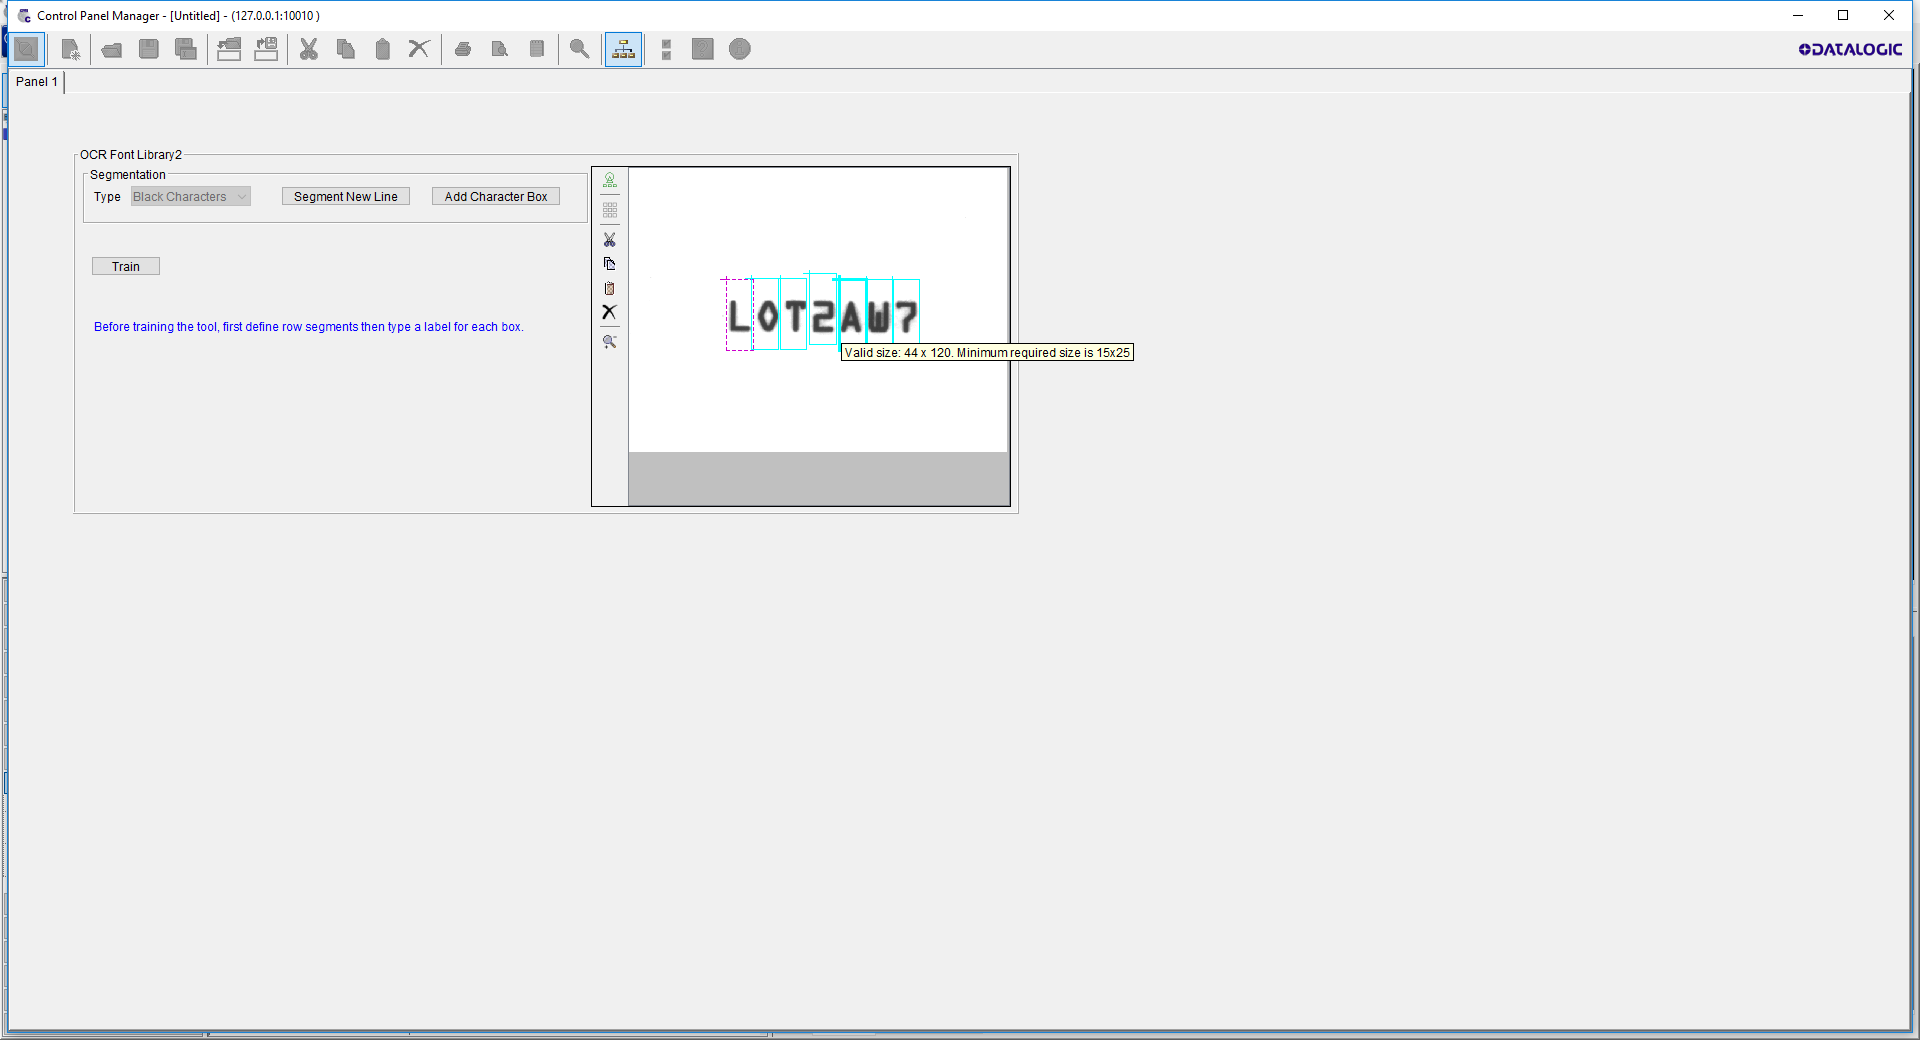 Control Panel Manager - [Untitled] - (127.0.0.1:10010 )
DATALOGIC
Panel 1
OCR Font Library2
Segmentation
Type Black Characters Segment New Line Add Character Box
Train
Before training the tool, first define row segments then type a label for each box.
LOT2AW7
Valid size: 44 x 120. Minimum required size is 15x25